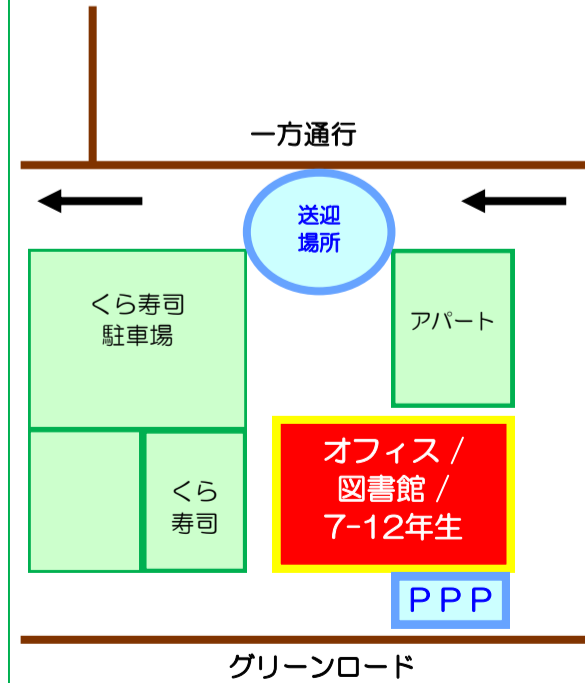 一方通行
送迎
場所
くら寿司
駐車場
アパート
オフィス /
図書館 /
7-12年生
くら
寿司
ＰＰＰ
グリーンロード